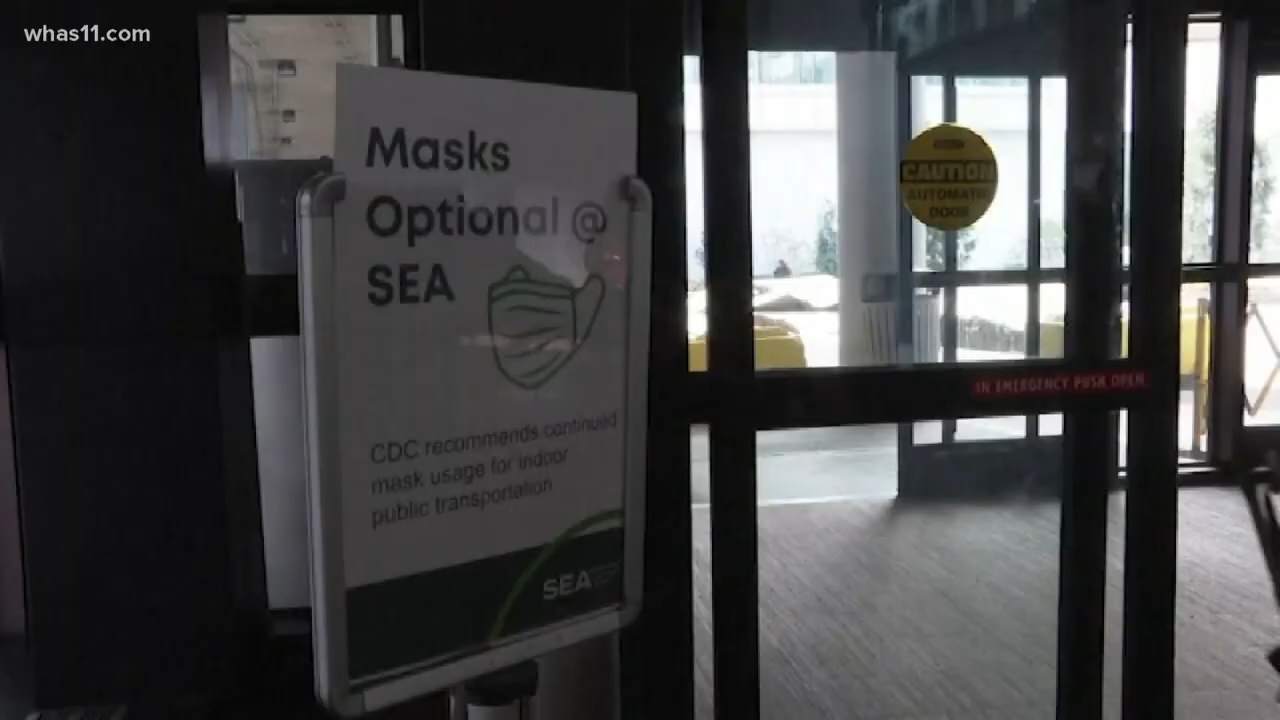 whas11.com
Masks
Optional @
SEA
CDC recommends continued
mask usage for indoor
public transportation
SEA
CAUTION
AUTOMATIC
DOOR
IN EMERGENCY PUSH OPEN